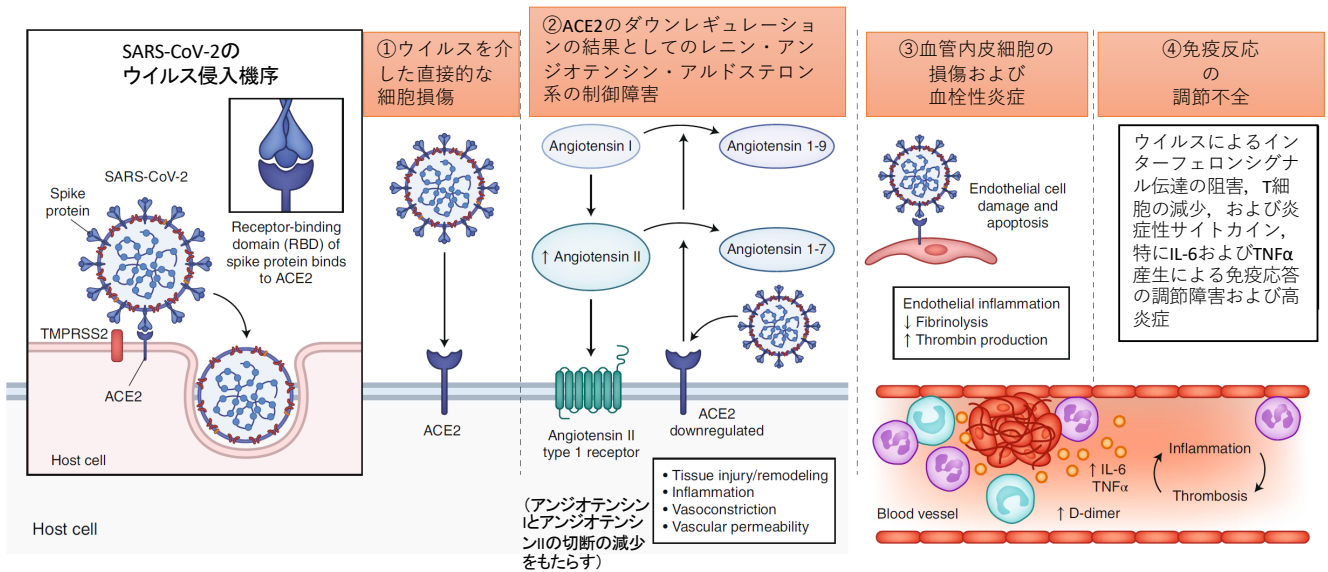 SARS-CoV-2の
ウイルス侵入機序
SARS-CoV-2
Spike
protein
Receptor-binding
domain (RBD) of
spike protein binds
to ACE2
TMPRSS2
ACE2
Host cell
Host cell
①ウイルスを介
した直接的な
細胞損傷
ACE2
②ACE2のダウンレギュレーショ
ンの結果としてのレニン・アン
ジオテンシン・アルドステロン
系の制御障害
Angiotensin I
Angiotensin 1-9
↑ Angiotensin II
Angiotensin 1-7
Angiotensin II
type 1 receptor
ACE2
downregulated
(アンジオテンシン
Iとアンジオテンシ
ンIIの切断の減少
をもたらす)
• Tissue injury/remodeling
• Inflammation
• Vasoconstriction
• Vascular permeability
③血管内皮細胞の
損傷および
血栓性炎症
Endothelial cell
damage and
apoptosis
Endothelial inflammation
↓ Fibrinolysis
↑ Thrombin production
④免疫反応
の
調節不全
ウイルスによるイン
ターフェロンシグナ
ル伝達の阻害，T細
胞の減少，および炎
症性サイトカイン，
特にIL-6およびTNFα
産生による免疫応答
の調節障害および高
炎症
↑ IL-6
TNFα
Inflammation
Thrombosis
Blood vessel
↑ D-dimer